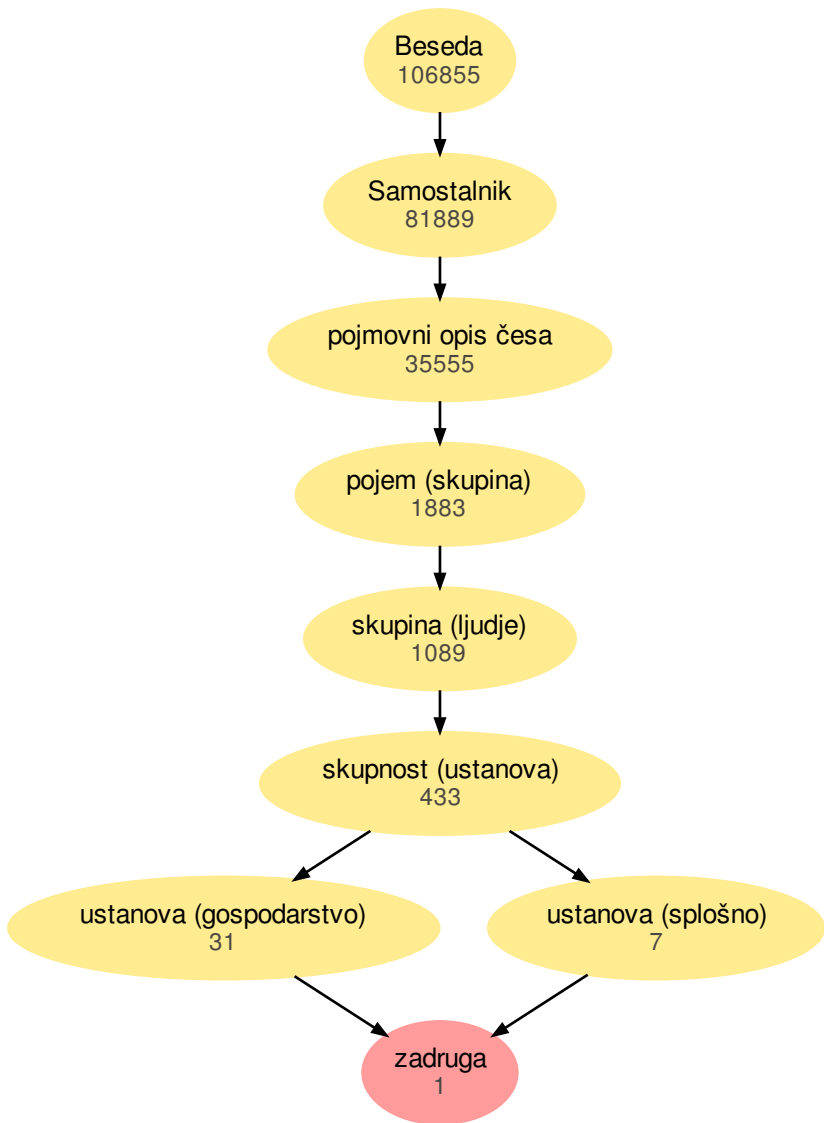 Beseda
106855
Samostalnik
81889
pojmovni opis česa
35555
pojem (skupina)
1883
skupina (ljudje)
1089
skupnost (ustanova)
433
ustanova (gospodarstvo)
31
ustanova (splošno)
7
zadruga
1